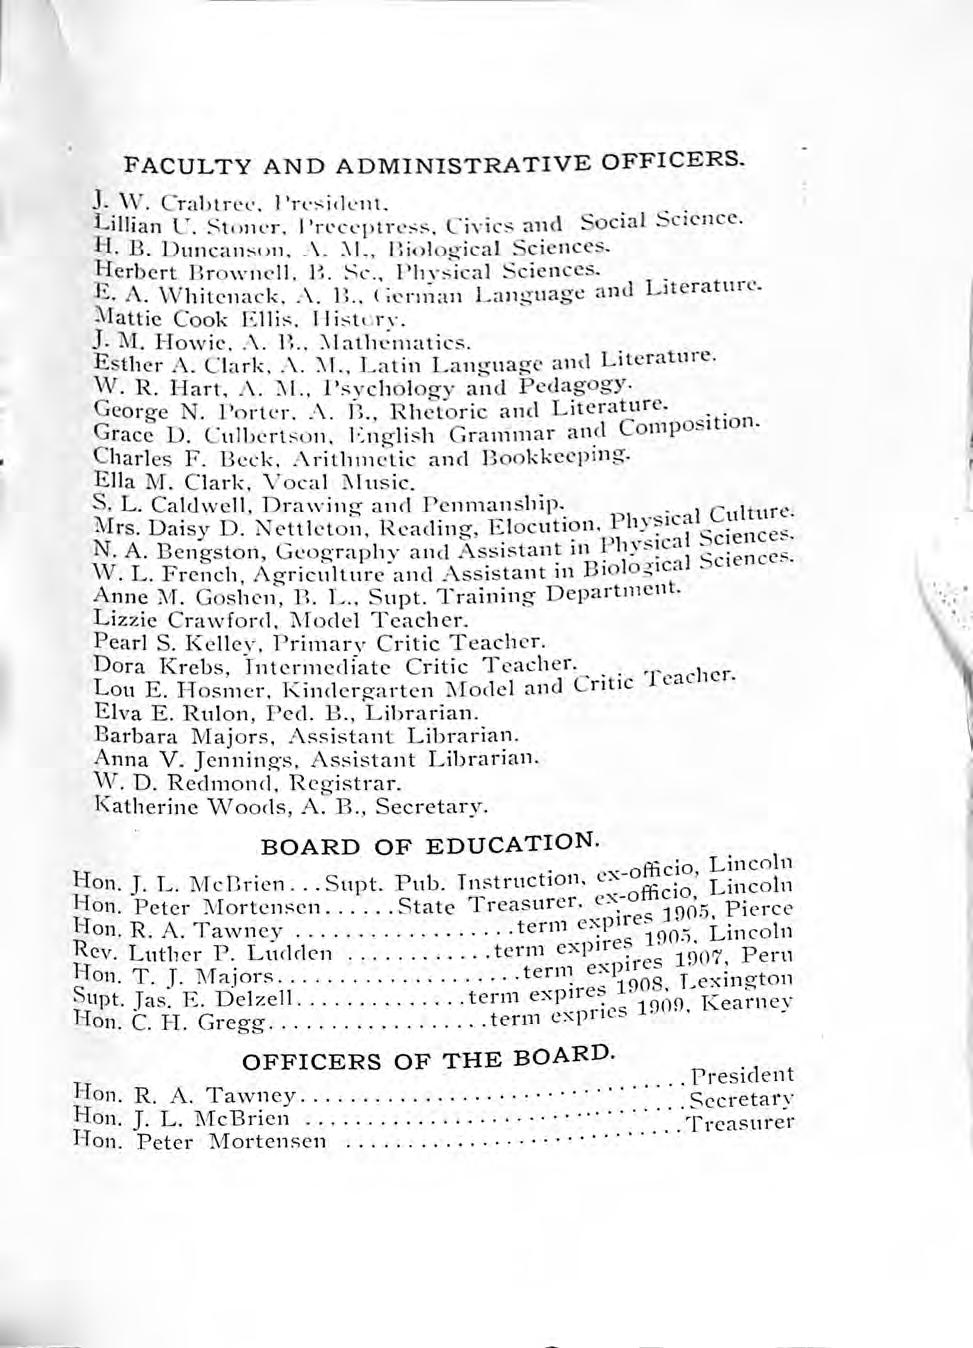 FACULTY AND ADMINISTRATIVE OFFICERS.
J. W. Crabtree, President.
Lillian U. Stoner, Preceptress, Civics and Social Science.
H. B. Duncanson, A. M., Biological Sciences.
Herbert Brownell, B. Sc., Physical Sciences.
E. A. Whitenack, A. B., German Language and Literature.
Mattie Cook Ellis, History.
J. M. Howie, A. B., Mathematics.
Esther A. Clark, A. M., Latin Language and Literature.
W. R. Hart, A. M., Psychology and Pedagogy.
George N. Porter, A. B., Rhetoric and Literature.
Grace D. Culbertson, English Grammar and Composition.
Charles F. Beck, Arithmetic and Bookkeeping.
Ella M. Clark, Vocal Music.
S. L. Caldwell, Drawing and Penmanship.
Mrs. Daisy D. Nettleton, Reading, Elocution, Physical Culture.
N. A. Bengston, Geography and Assistant in Physical Sciences.
W. L. French, Agriculture and Assistant in Biological Sciences.
Anne M. Goshen, B. L., Supt. Training Department.
Lizzie Crawford, Model Teacher.
Pearl S. Kelley, Primary Critic Teacher.
Dora Krebs, Intermediate Critic Teacher.
Lou E. Hosmer, Kindergarten Model and Critic Teacher.
Elva E. Rulon, Ped. B., Librarian.
Barbara Majors, Assistant Librarian.
Anna V. Jennings, Assistant Librarian.
W. D. Redmond, Registrar.
Katherine Woods, A. B., Secretary.
BOARD OF EDUCATION.
Hon. J. L. McBrien...Supt. Pub. Instruction, ex-officio, Lincoln
Hon. Peter Mortensen......State Treasurer, ex-officio, Lincoln
Hon. R. A. Tawney ..................term expires 1905, Pierce
Rev. Luther P. Ludden ............term expires 1905, Lincoln
Hon. T. J. Majors....................term expires 1907, Peru
Supt. Jas. E. Delzell..............term expires 1908, Lexington
Hon. C. H. Gregg..................term expries 1909, Kearney
OFFICERS OF THE BOARD.
Hon. R. A. Tawney................................President
Hon. J. L. McBrien ................................Secretary
Hon. Peter Mortensen ............................Treasurer